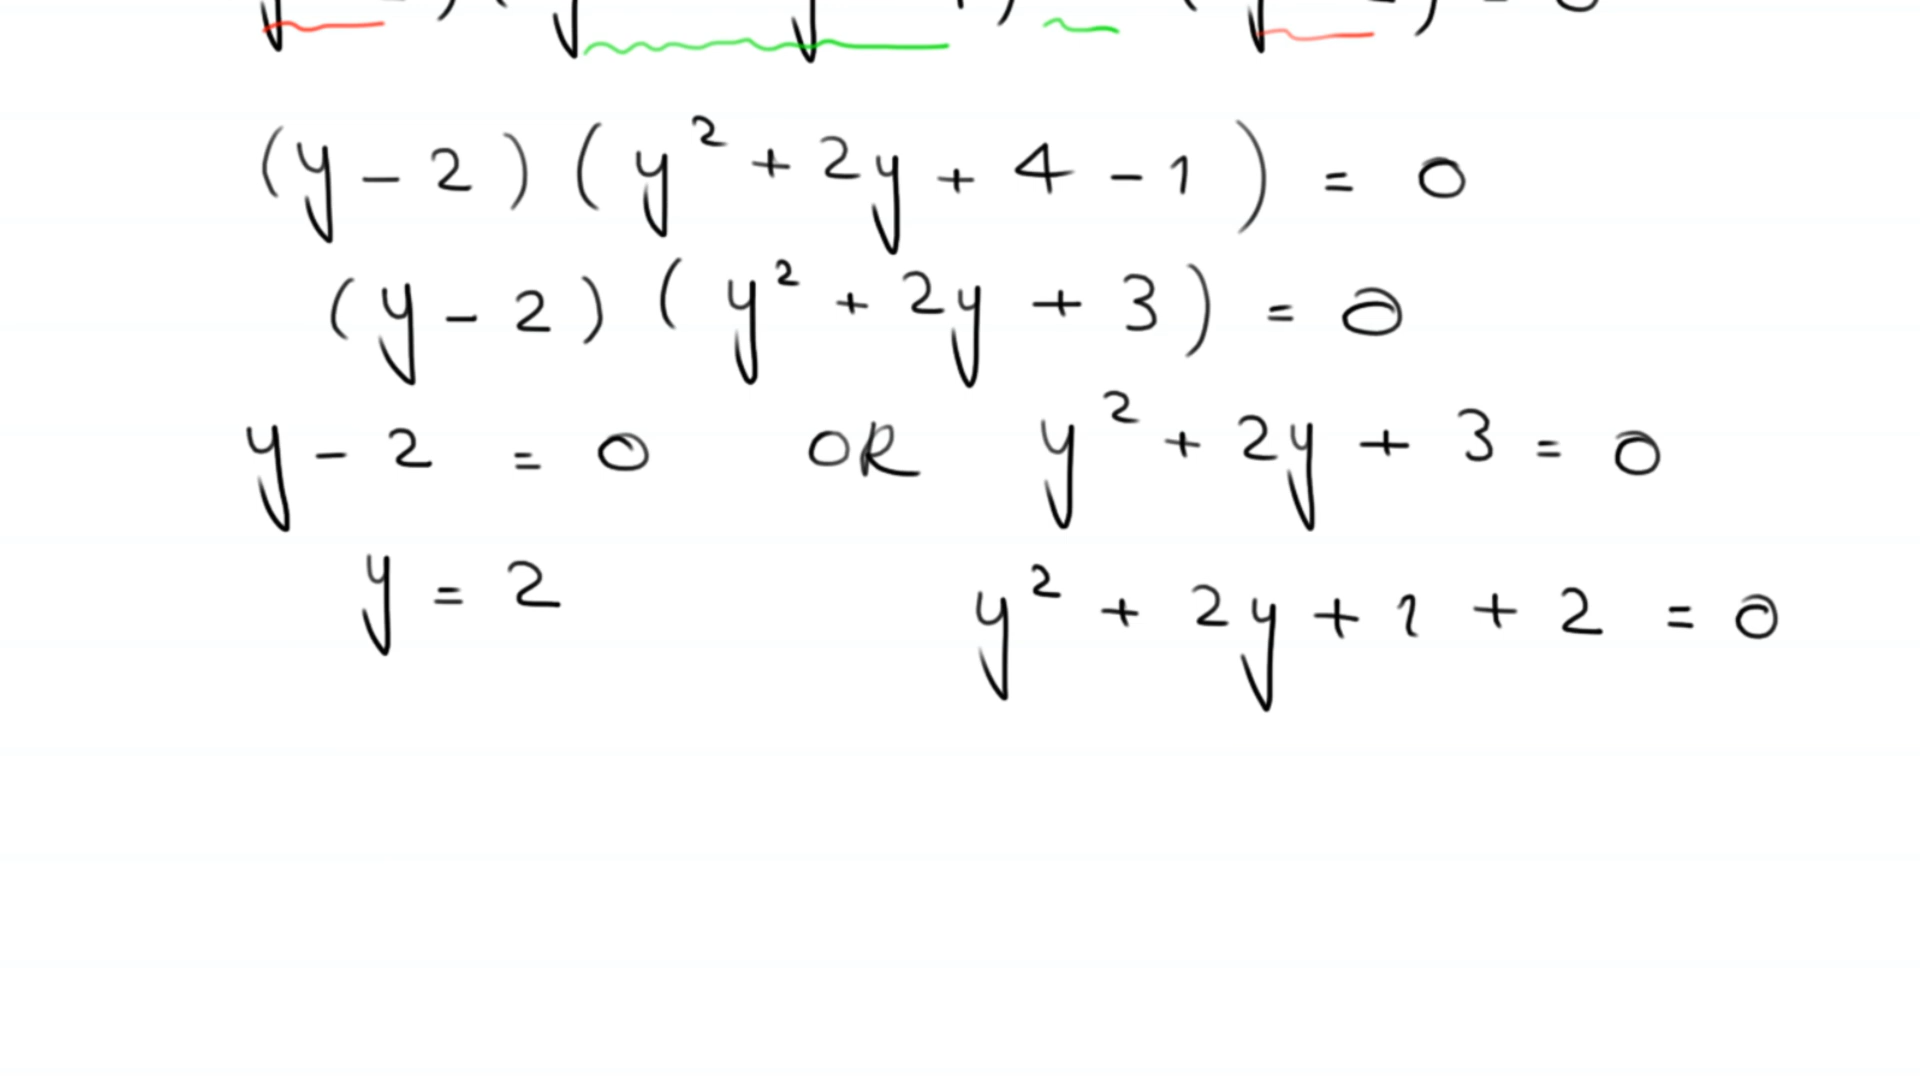 (y - 2) (y² + 2y + 4 - 1) = 0
(y - 2) (y² + 2y + 3) = 0
y - 2 = 0 OR y² + 2y + 3 = 0
y = 2 y² + 2y + 1 + 2 = 0